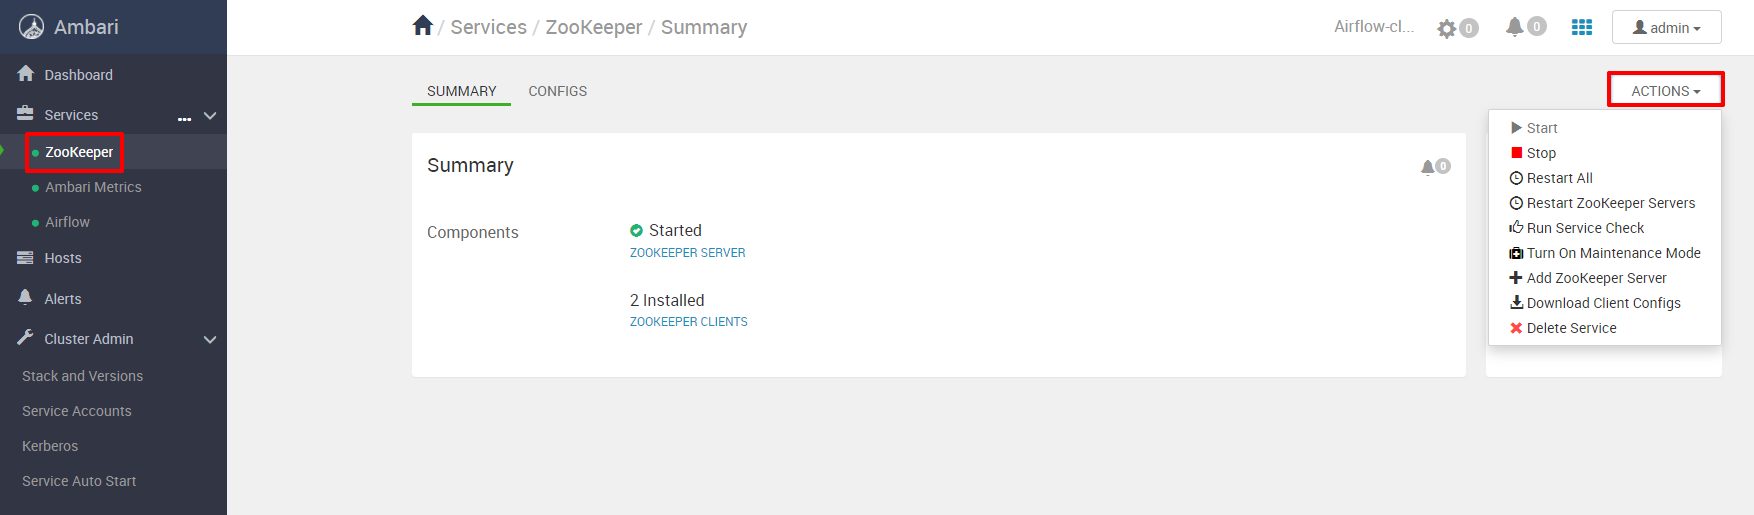 Ambari
/ Services / ZooKeeper / Summary
Airflow-cl...
0
0
admin
Dashboard
Services
...
ZooKeeper
Ambari Metrics
Airflow
Hosts
Alerts
Cluster Admin
Stack and Versions
Service Accounts
Kerberos
Service Auto Start
SUMMARY
CONFIGS
ACTIONS
Summary
0
Components
Started
ZOOKEEPER SERVER
2 Installed
ZOOKEEPER CLIENTS
Start
Stop
Restart All
Restart ZooKeeper Servers
Run Service Check
Turn On Maintenance Mode
Add ZooKeeper Server
Download Client Configs
Delete Service